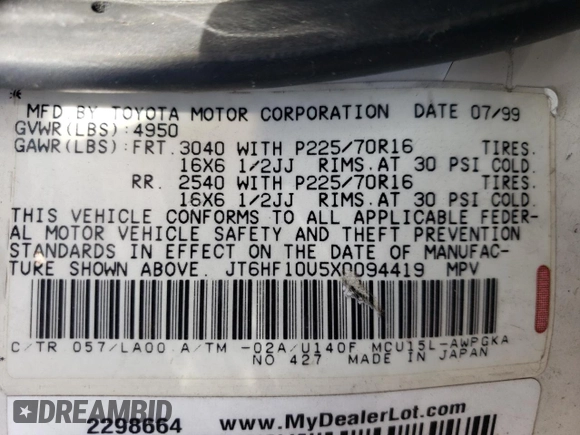 MFD BY TOYOTA MOTOR CORPORATION DATE 07/99
GVWR(LBS):4950
GAWR(LBS):FRT.3040 WITH P225/70R16 TIRES.
16X6 1/2JJ RIMS.AT 30 PSI COLD.
RR. 2540 WITH P225/70R16 TIRES.
16X6 1/2JJ RIMS.AT 30 PSI COLD.
THIS VEHICLE CONFORMS TO ALL APPLICABLE FEDER-
AL MOTOR VEHICLE SAFETY AND THEFT PREVENTION
STANDARDS IN EFFECT ON THE DATE OF MANUFAC-
TURE SHOWN ABOVE. JT6HF10U5X0094419 MPV
C/TR 057/LA00 A/TM -02A/U140F MCU15L-AWPGKA
NO 427 MADE IN JAPAN
2298664 www.MyDealerLot.com
DREAMBID